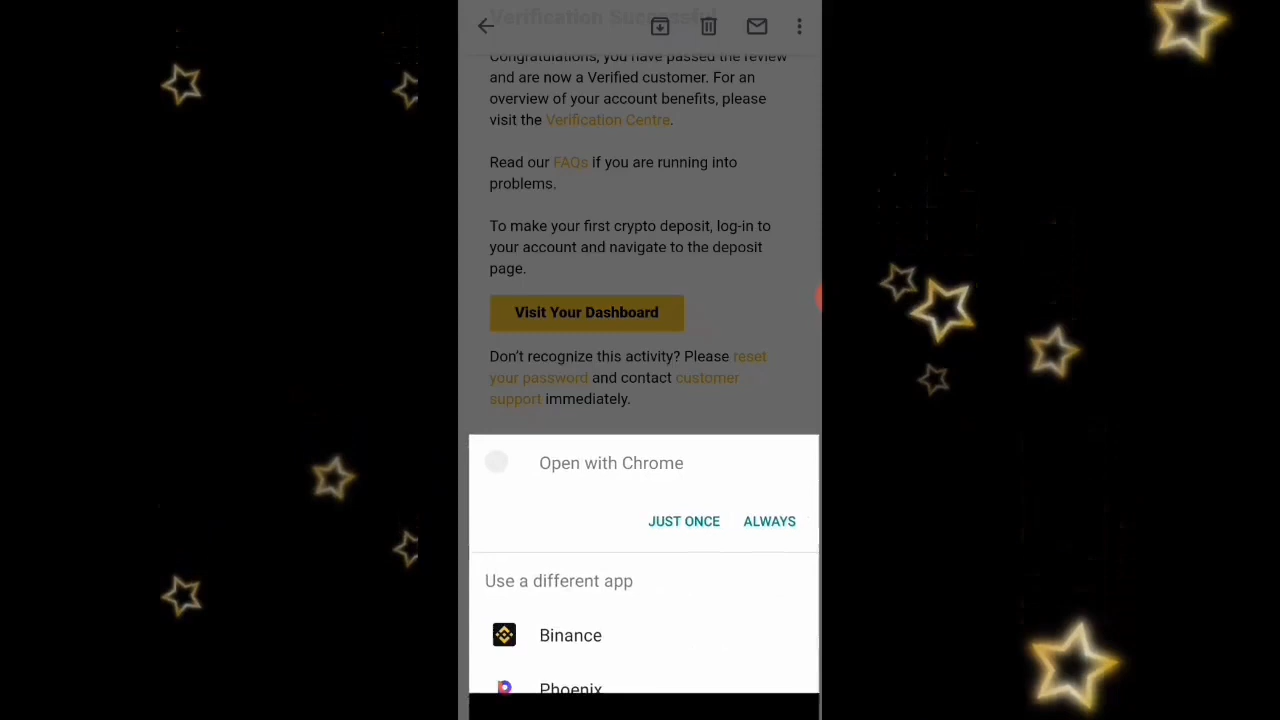 Verification Successful
Congratulations, you have passed the review
and are now a Verified customer. For an
overview of your account benefits, please
visit the Verification Centre.
Read our FAQs if you are running into
problems.
To make your first crypto deposit, log-in to
your account and navigate to the deposit
page.
Visit Your Dashboard
Don't recognize this activity? Please reset
your password and contact customer
support immediately.
Open with Chrome
JUST ONCE ALWAYS
Use a different app
Binance
Phoenix